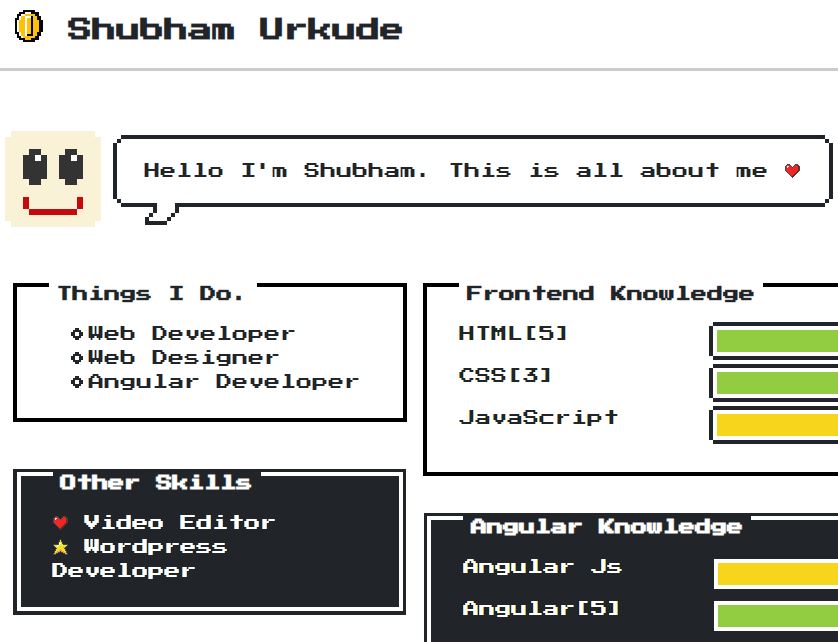 Shubham Urkude
Hello I'm Shubham. This is all about me
Things I Do.
Web Developer
Web Designer
Angular Developer
Other Skills
Video Editor
Wordpress
Developer
Frontend Knowledge
HTML[5]
CSS[3]
JavaScript
Angular Knowledge
Angular Js
Angular[5]